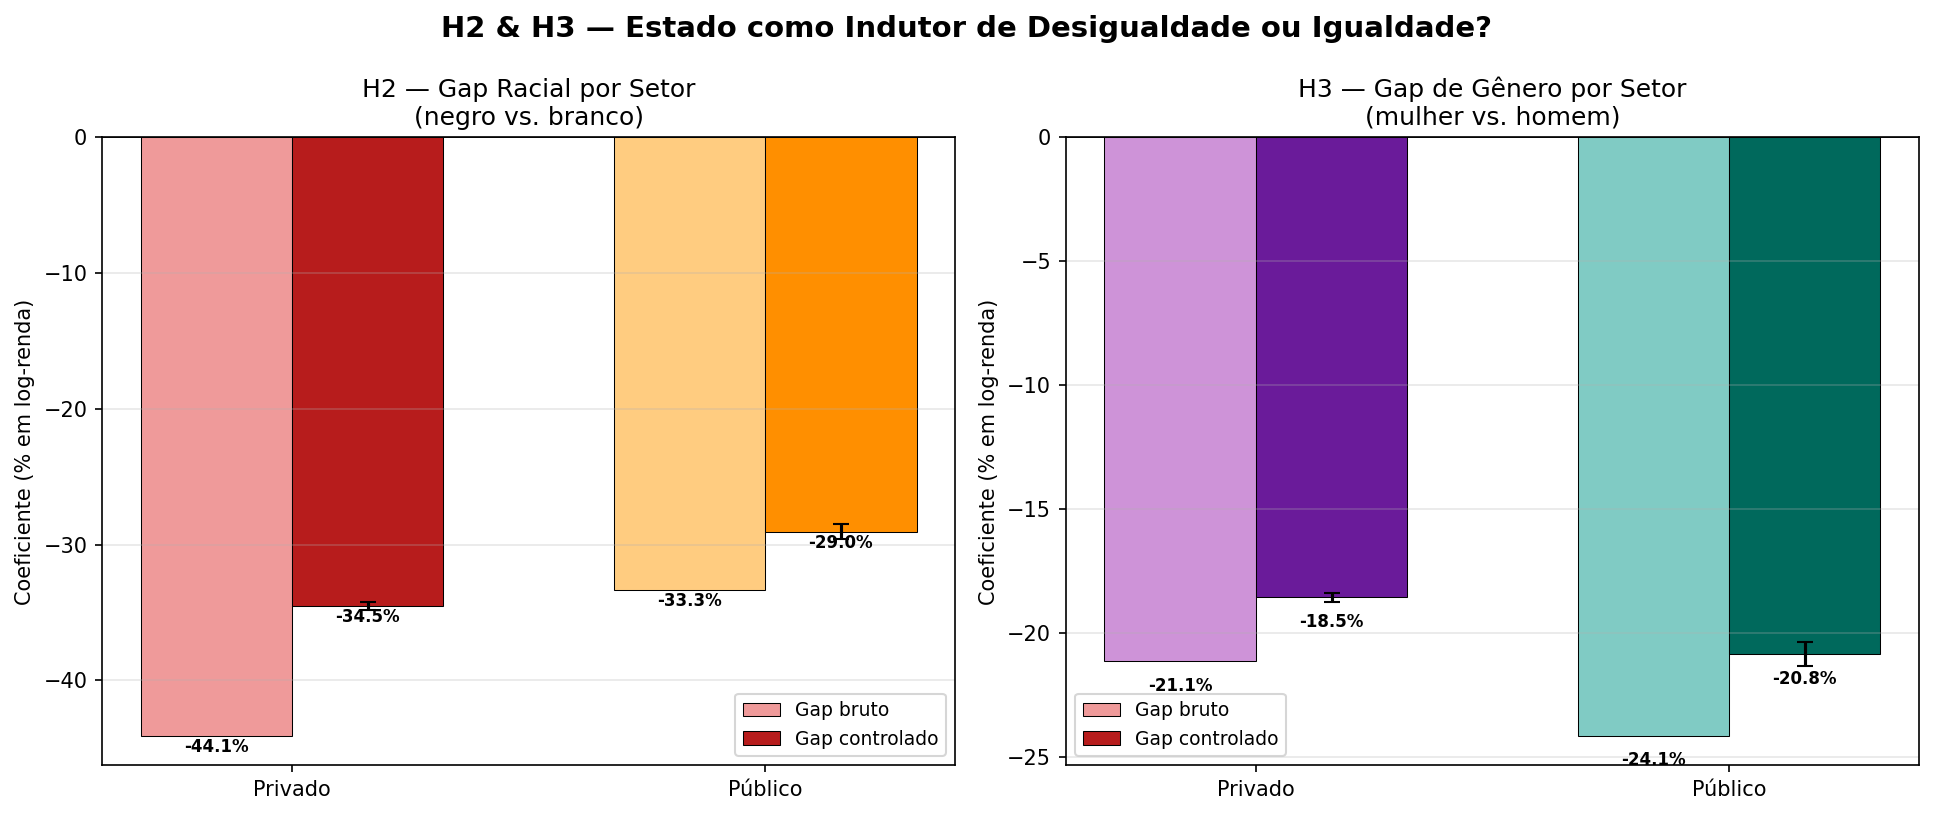 H2 & H3 — Estado como Indutor de Desigualdade ou Igualdade?
H2 — Gap Racial por Setor
(negro vs. branco)
Coeficiente (% em log-renda)
0
−10
−20
−30
−40
-44.1%
-34.5%
-33.3%
-29.0%
Gap bruto
Gap controlado
Privado
Público
H3 — Gap de Gênero por Setor
(mulher vs. homem)
Coeficiente (% em log-renda)
0
−5
−10
−15
−20
−25
-21.1%
-18.5%
-24.1%
-20.8%
Gap bruto
Gap controlado
Privado
Público